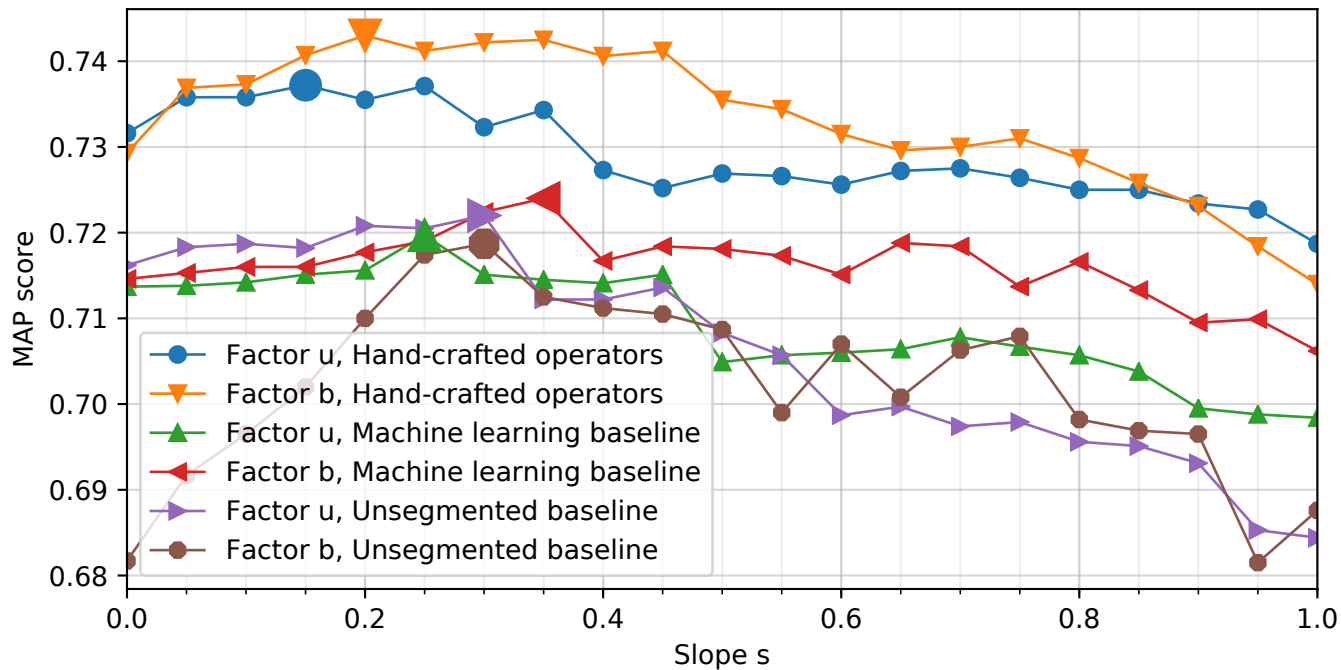 0.74
0.73
0.72
0.71
0.70
0.69
0.68
MAP score
Factor u, Hand-crafted operators
Factor b, Hand-crafted operators
Factor u, Machine learning baseline
Factor b, Machine learning baseline
Factor u, Unsegmented baseline
Factor b, Unsegmented baseline
0.0 0.2 0.4 0.6 0.8 1.0
Slope s